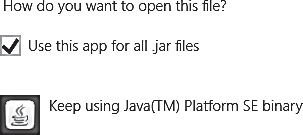 How do you want to open this file?
Use this app for all .jar files
Keep using Java(TM) Platform SE binary